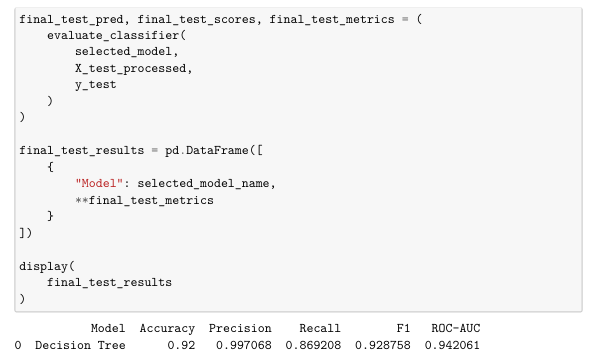 final_test_pred, final_test_scores, final_test_metrics = (
    evaluate_classifier(
        selected_model,
        X_test_processed,
        y_test
    )
)

final_test_results = pd.DataFrame([
    {
        "Model": selected_model_name,
        **final_test_metrics
    }
])

display(
    final_test_results
)
Model Accuracy Precision Recall F1 ROC-AUC
0 Decision Tree 0.92 0.997068 0.869208 0.928758 0.942061